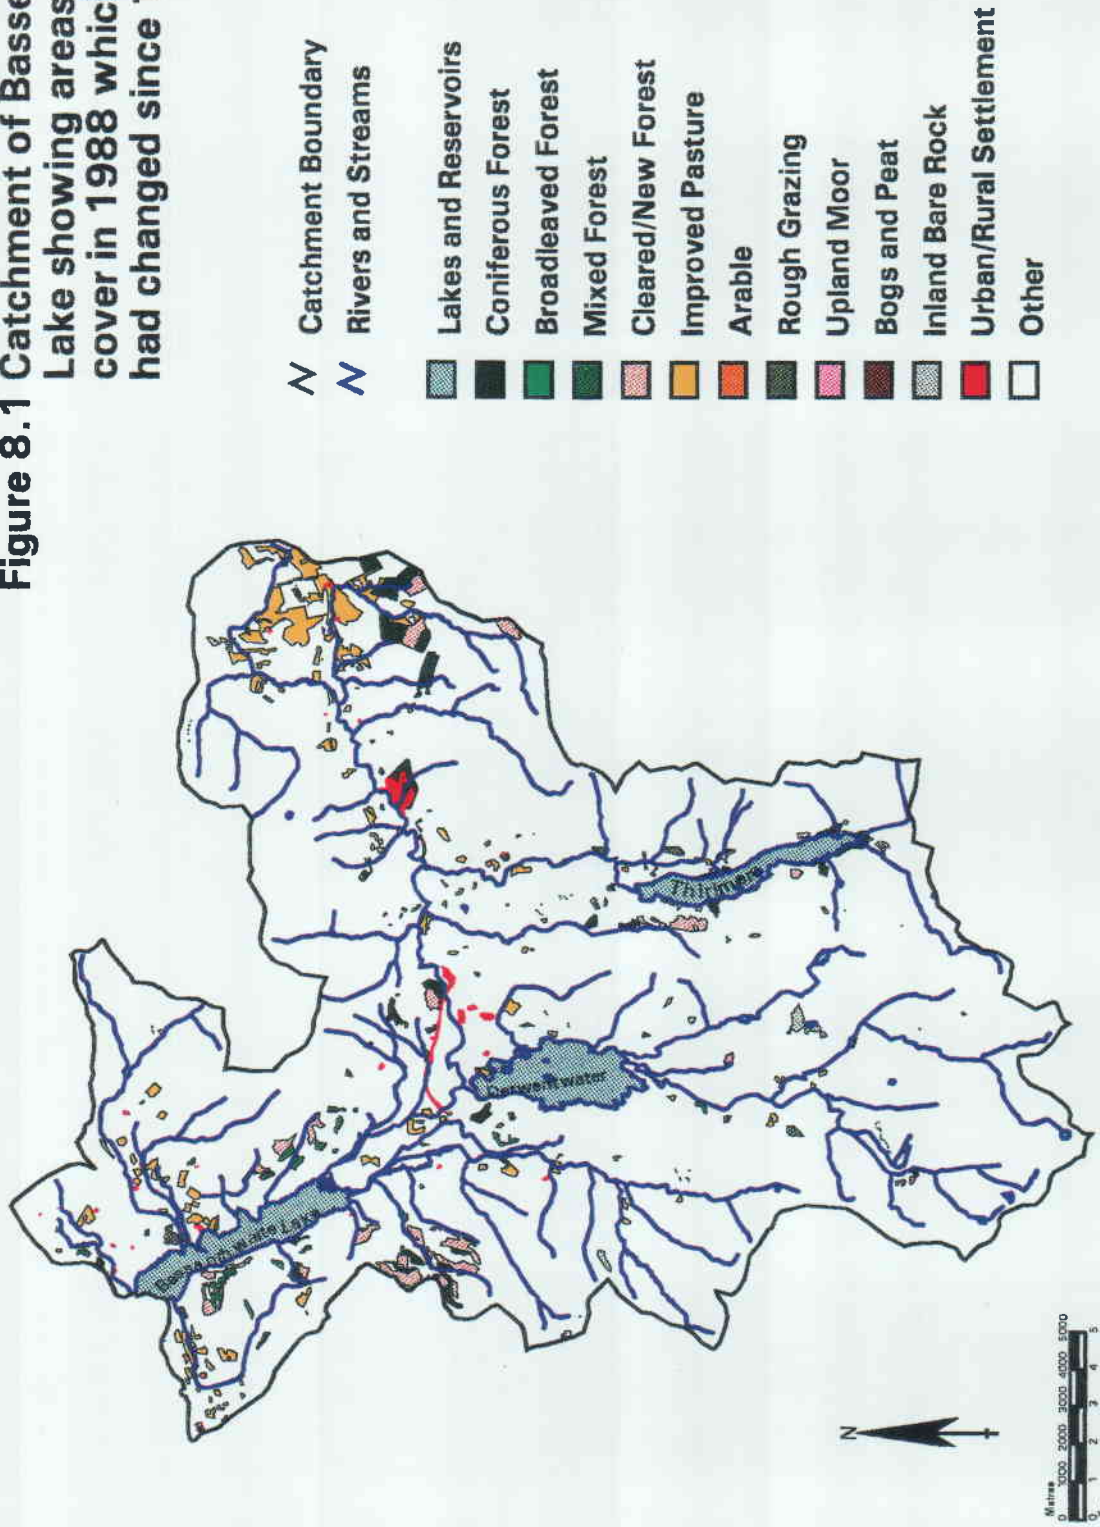 Figure 8.1 Catchment of Basse
Lake showing areas
cover in 1988 whic
had changed since
Catchment Boundary
Rivers and Streams
Lakes and Reservoirs
Coniferous Forest
Broadleaved Forest
Mixed Forest
Cleared/New Forest
Improved Pasture
Arable
Rough Grazing
Upland Moor
Bogs and Peat
Inland Bare Rock
Urban/Rural Settlement
Other
Lake
Derwentwater
Thirlmere
N
Metres
0 1000 2000 3000 4000 5000
0 1 2 3 4 5